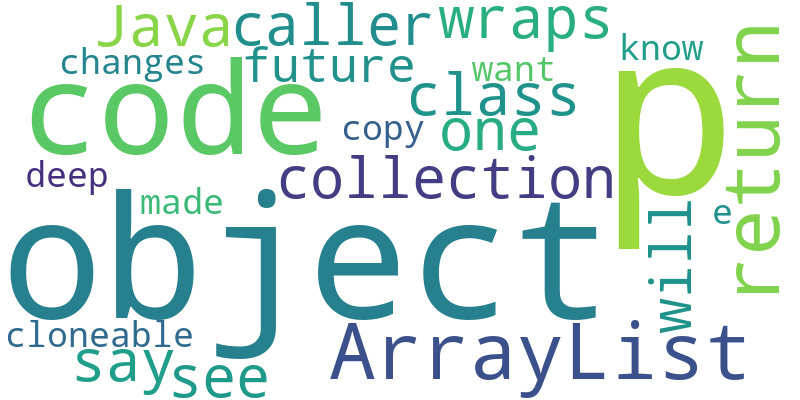 Java caller wraps
changes future want know
code class p
copy one return
deep collection
made will e
object
cloneable ArrayList
say see